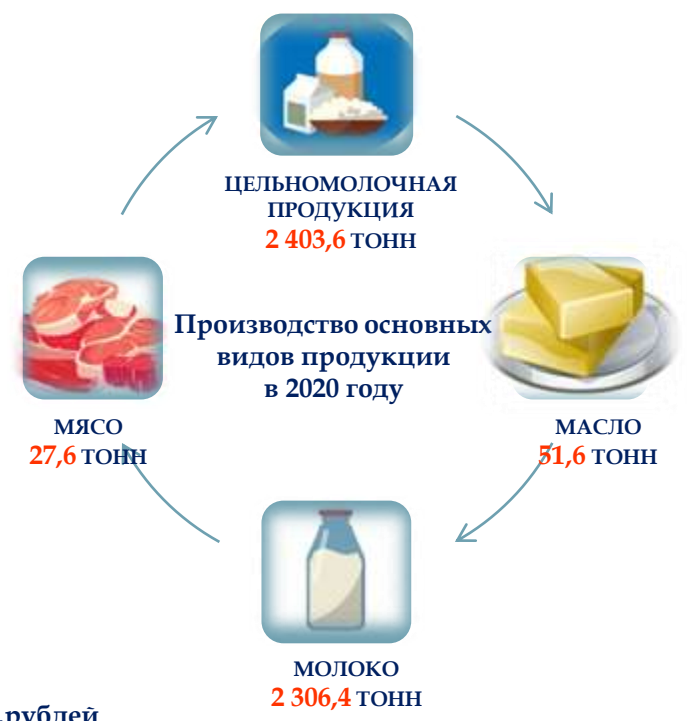 ЦЕЛЬНОМОЛОЧНАЯ
ПРОДУКЦИЯ
2 403,6 ТОНН
Производство основных
видов продукции
в 2020 году
МЯСО
27,6 ТОНН
МАСЛО
51,6 ТОНН
МОЛОКО
2 306,4 ТОНН
рублей